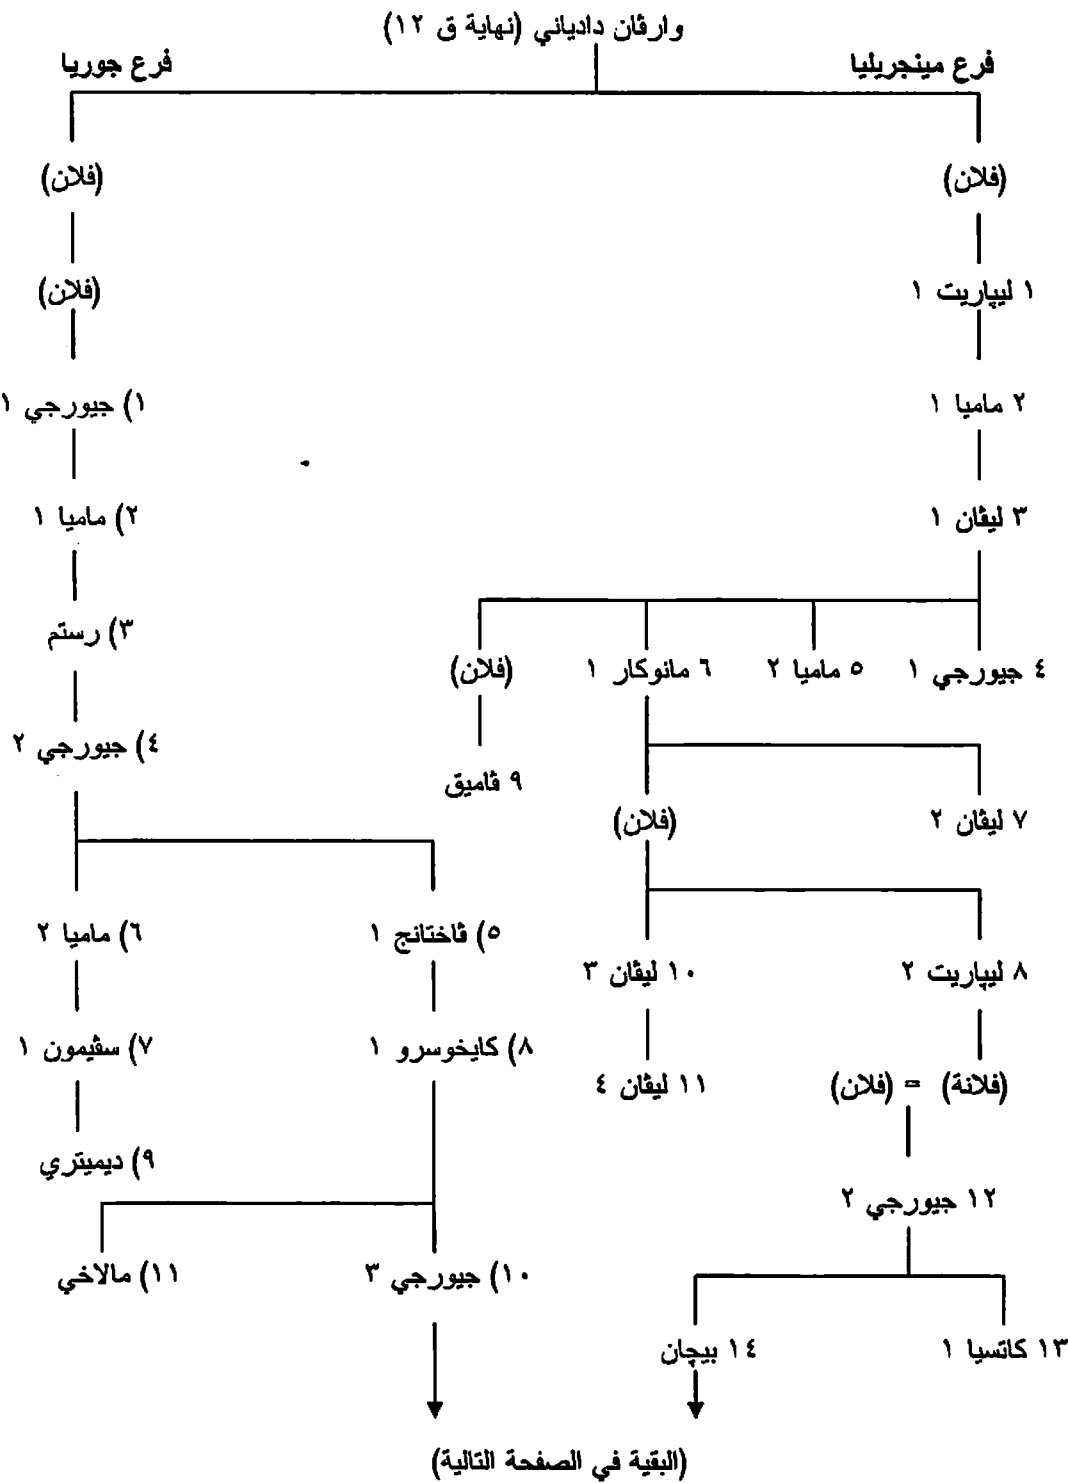 وارڤان دادياني (نهاية ق ١٢)
فرع مينجريليا
فرع جوريا
(فلان)
(فلان)
١ ليپاريت ١
(فلان)
٢ ماميا ١
١) جيورجي ١
٣ ليڤان ١
٢) ماميا ١
٣) رستم
٤ جيورجي ١
٥ ماميا ٢
٦ مانوكار ١
(فلان)
٤) جيورجي ٢
٩ ڤاميق
٧ ليڤان ٢
(فلان)
٥) ڤاختانج ١
٦) ماميا ٢
٨ ليپاريت ٢
١٠ ليڤان ٣
٨) كايخوسرو ١
٧) سڤيمون ١
(فلانة) = (فلان)
١١ ليڤان ٤
٩) ديميتري
١٢ جيورجي ٢
١٠) جيورجي ٣
١١) مالاخي
١٣ كاتسيا ١
١٤ بيچان
(البقية في الصفحة التالية)